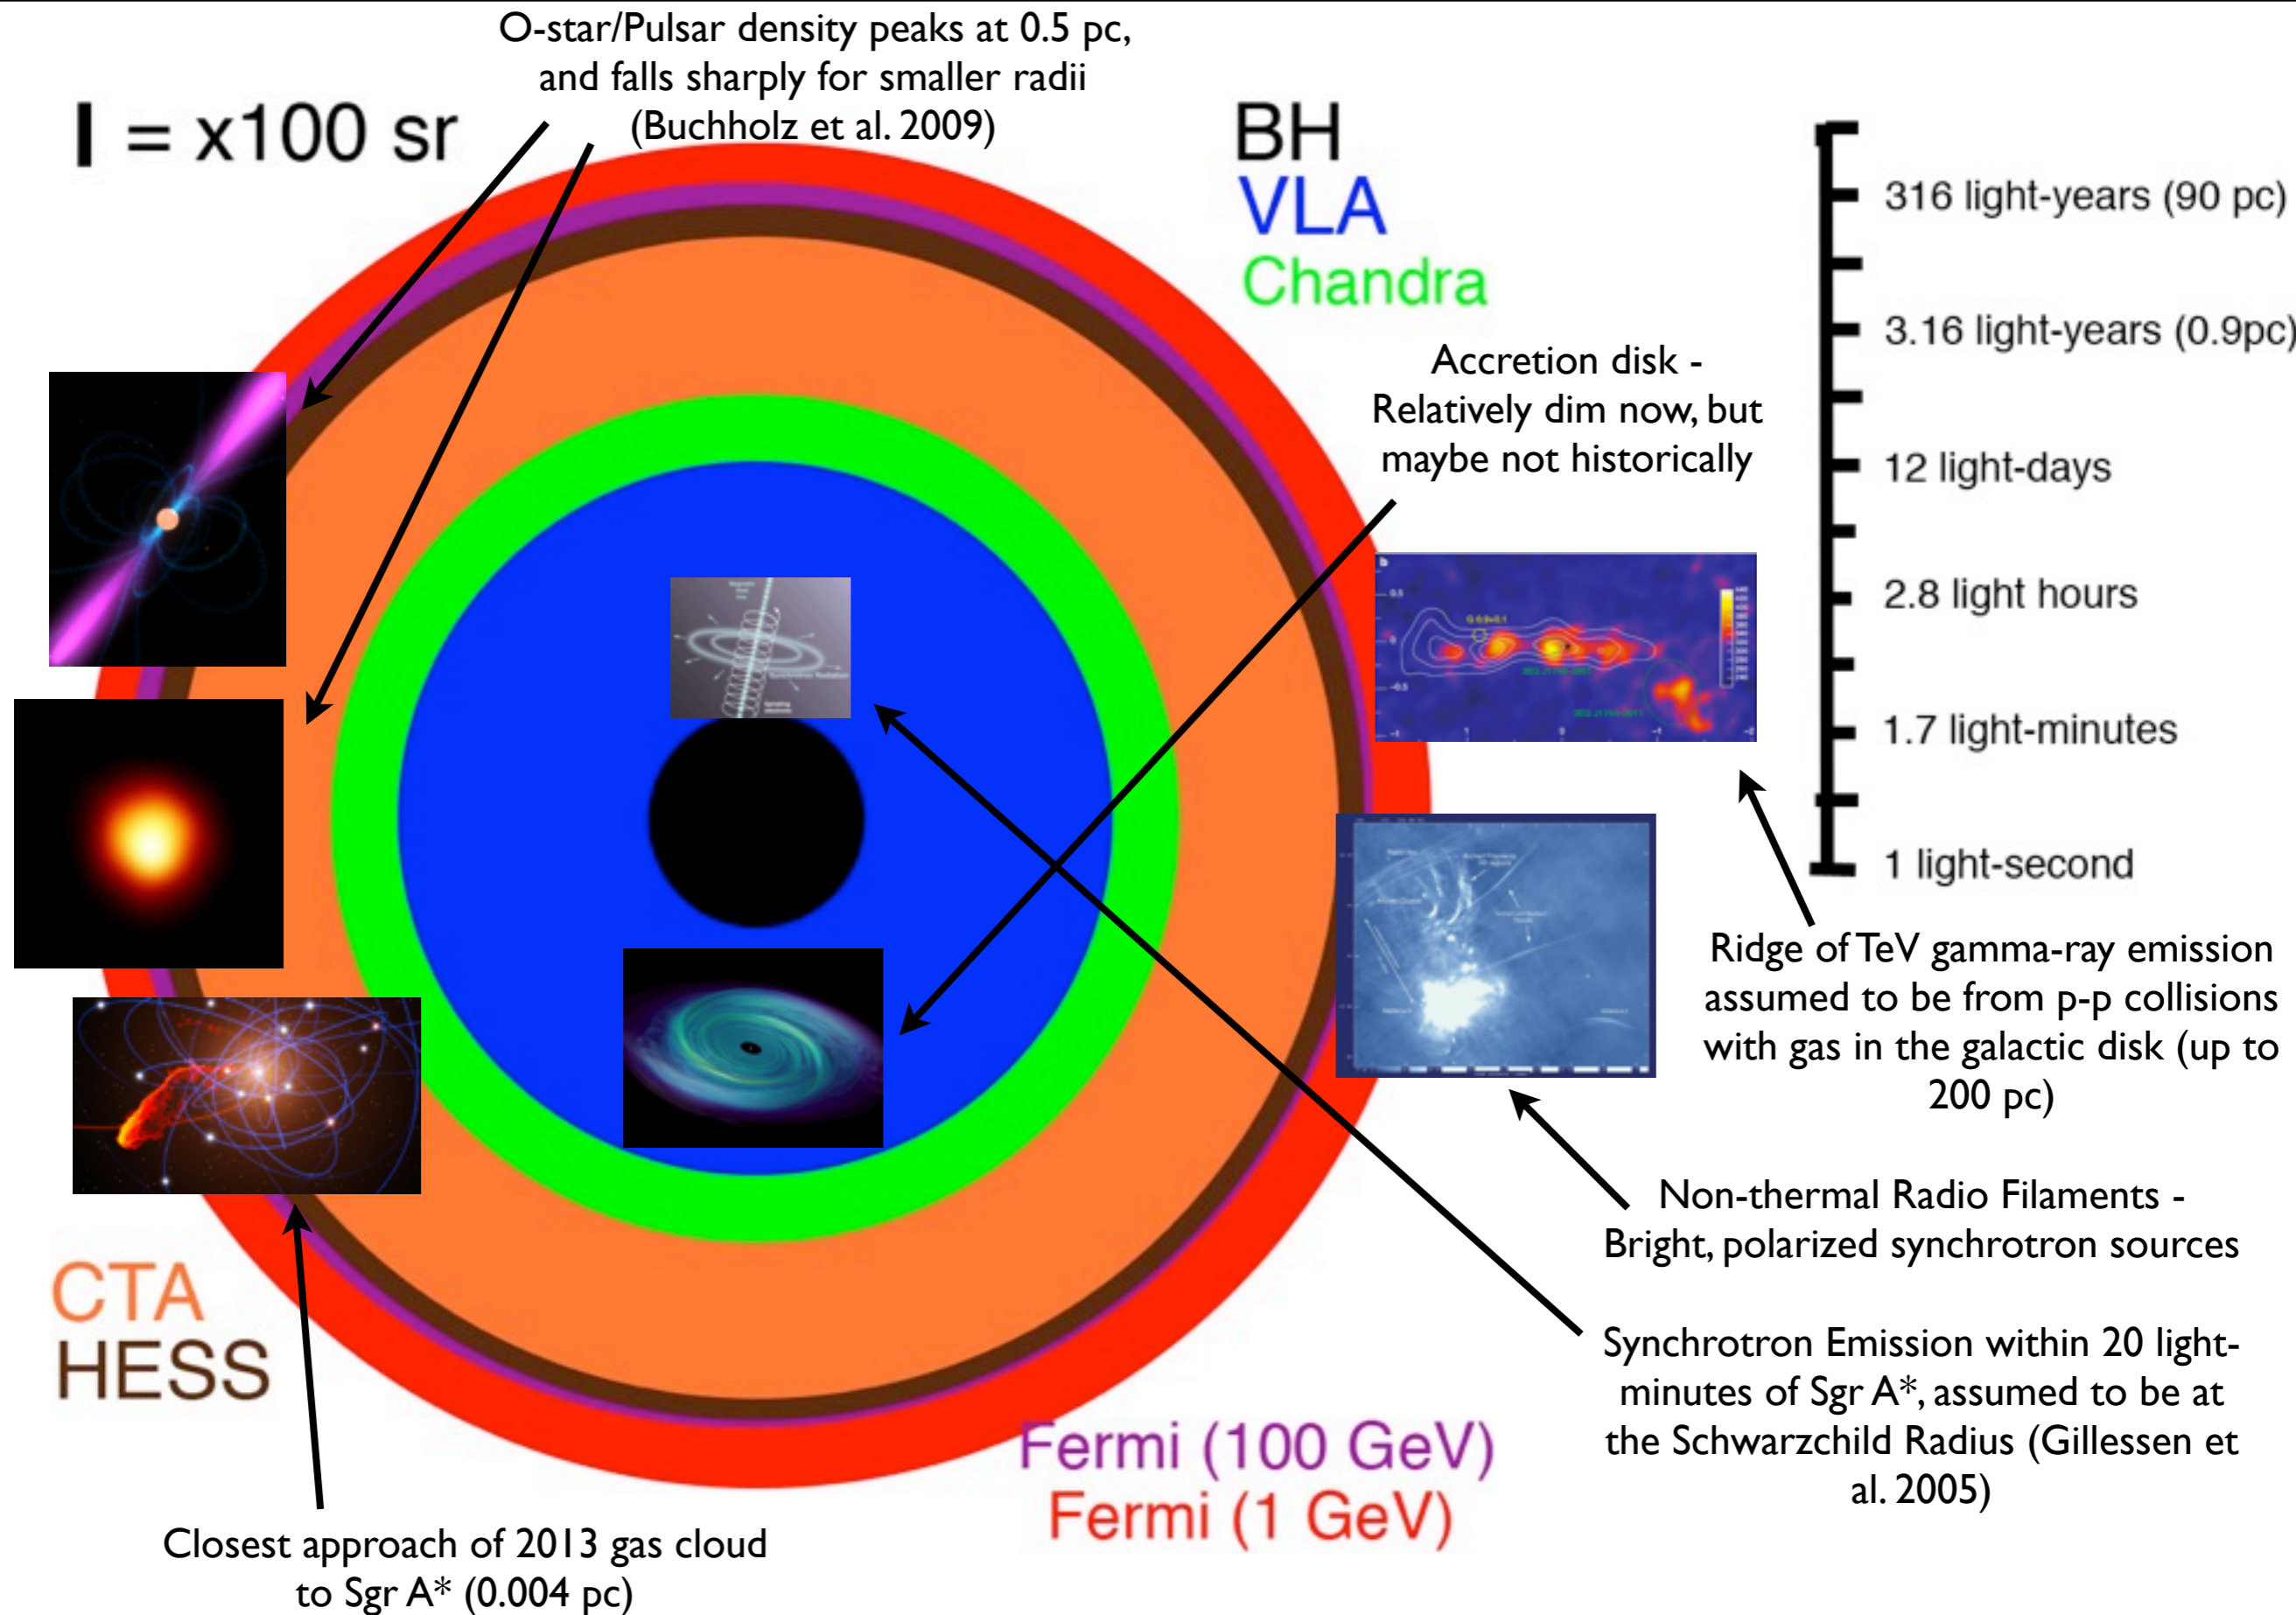 O-star/Pulsar density peaks at 0.5 pc,
and falls sharply for smaller radii
(Buchholz et al. 2009)
I = x100 sr
BH
VLA
Chandra
316 light-years (90 pc)
3.16 light-years (0.9pc)
12 light-days
2.8 light hours
1.7 light-minutes
1 light-second
Accretion disk -
Relatively dim now, but
maybe not historically
Ridge of TeV gamma-ray emission
assumed to be from p-p collisions
with gas in the galactic disk (up to
200 pc)
Non-thermal Radio Filaments -
Bright, polarized synchrotron sources
Synchrotron Emission within 20 light-
minutes of Sgr A*, assumed to be at
the Schwarzchild Radius (Gillessen et
al. 2005)
CTA
HESS
Fermi (100 GeV)
Fermi (1 GeV)
Closest approach of 2013 gas cloud
to Sgr A* (0.004 pc)